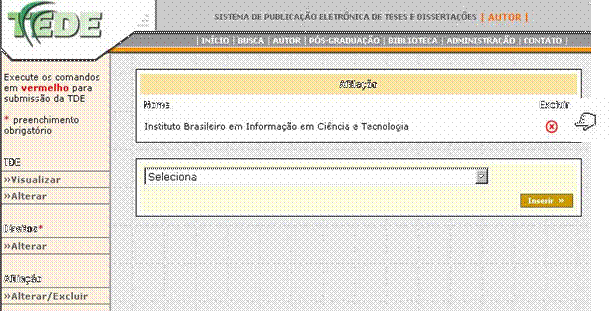 TEDE
SISTEMA DE PUBLICAÇÃO ELETRÔNICA DE TESES E DISSERTAÇÕES | AUTOR |
| INÍCIO | BUSCA | AUTOR | PÓS-GRADUAÇÃO | BIBLIOTECA | ADMINISTRAÇÃO | CONTATO |
Execute os comandos
em vermelho para
submissão da TDE
* preenchimento
obrigatório
TDE
»Visualizar
»Alterar
Direitos*
»Alterar
Afiliação
»Alterar/Excluir
Afiliação
Nome Excluir
Instituto Brasileiro em Informação em Ciência e Tecnologia
Seleciona
Inserir »